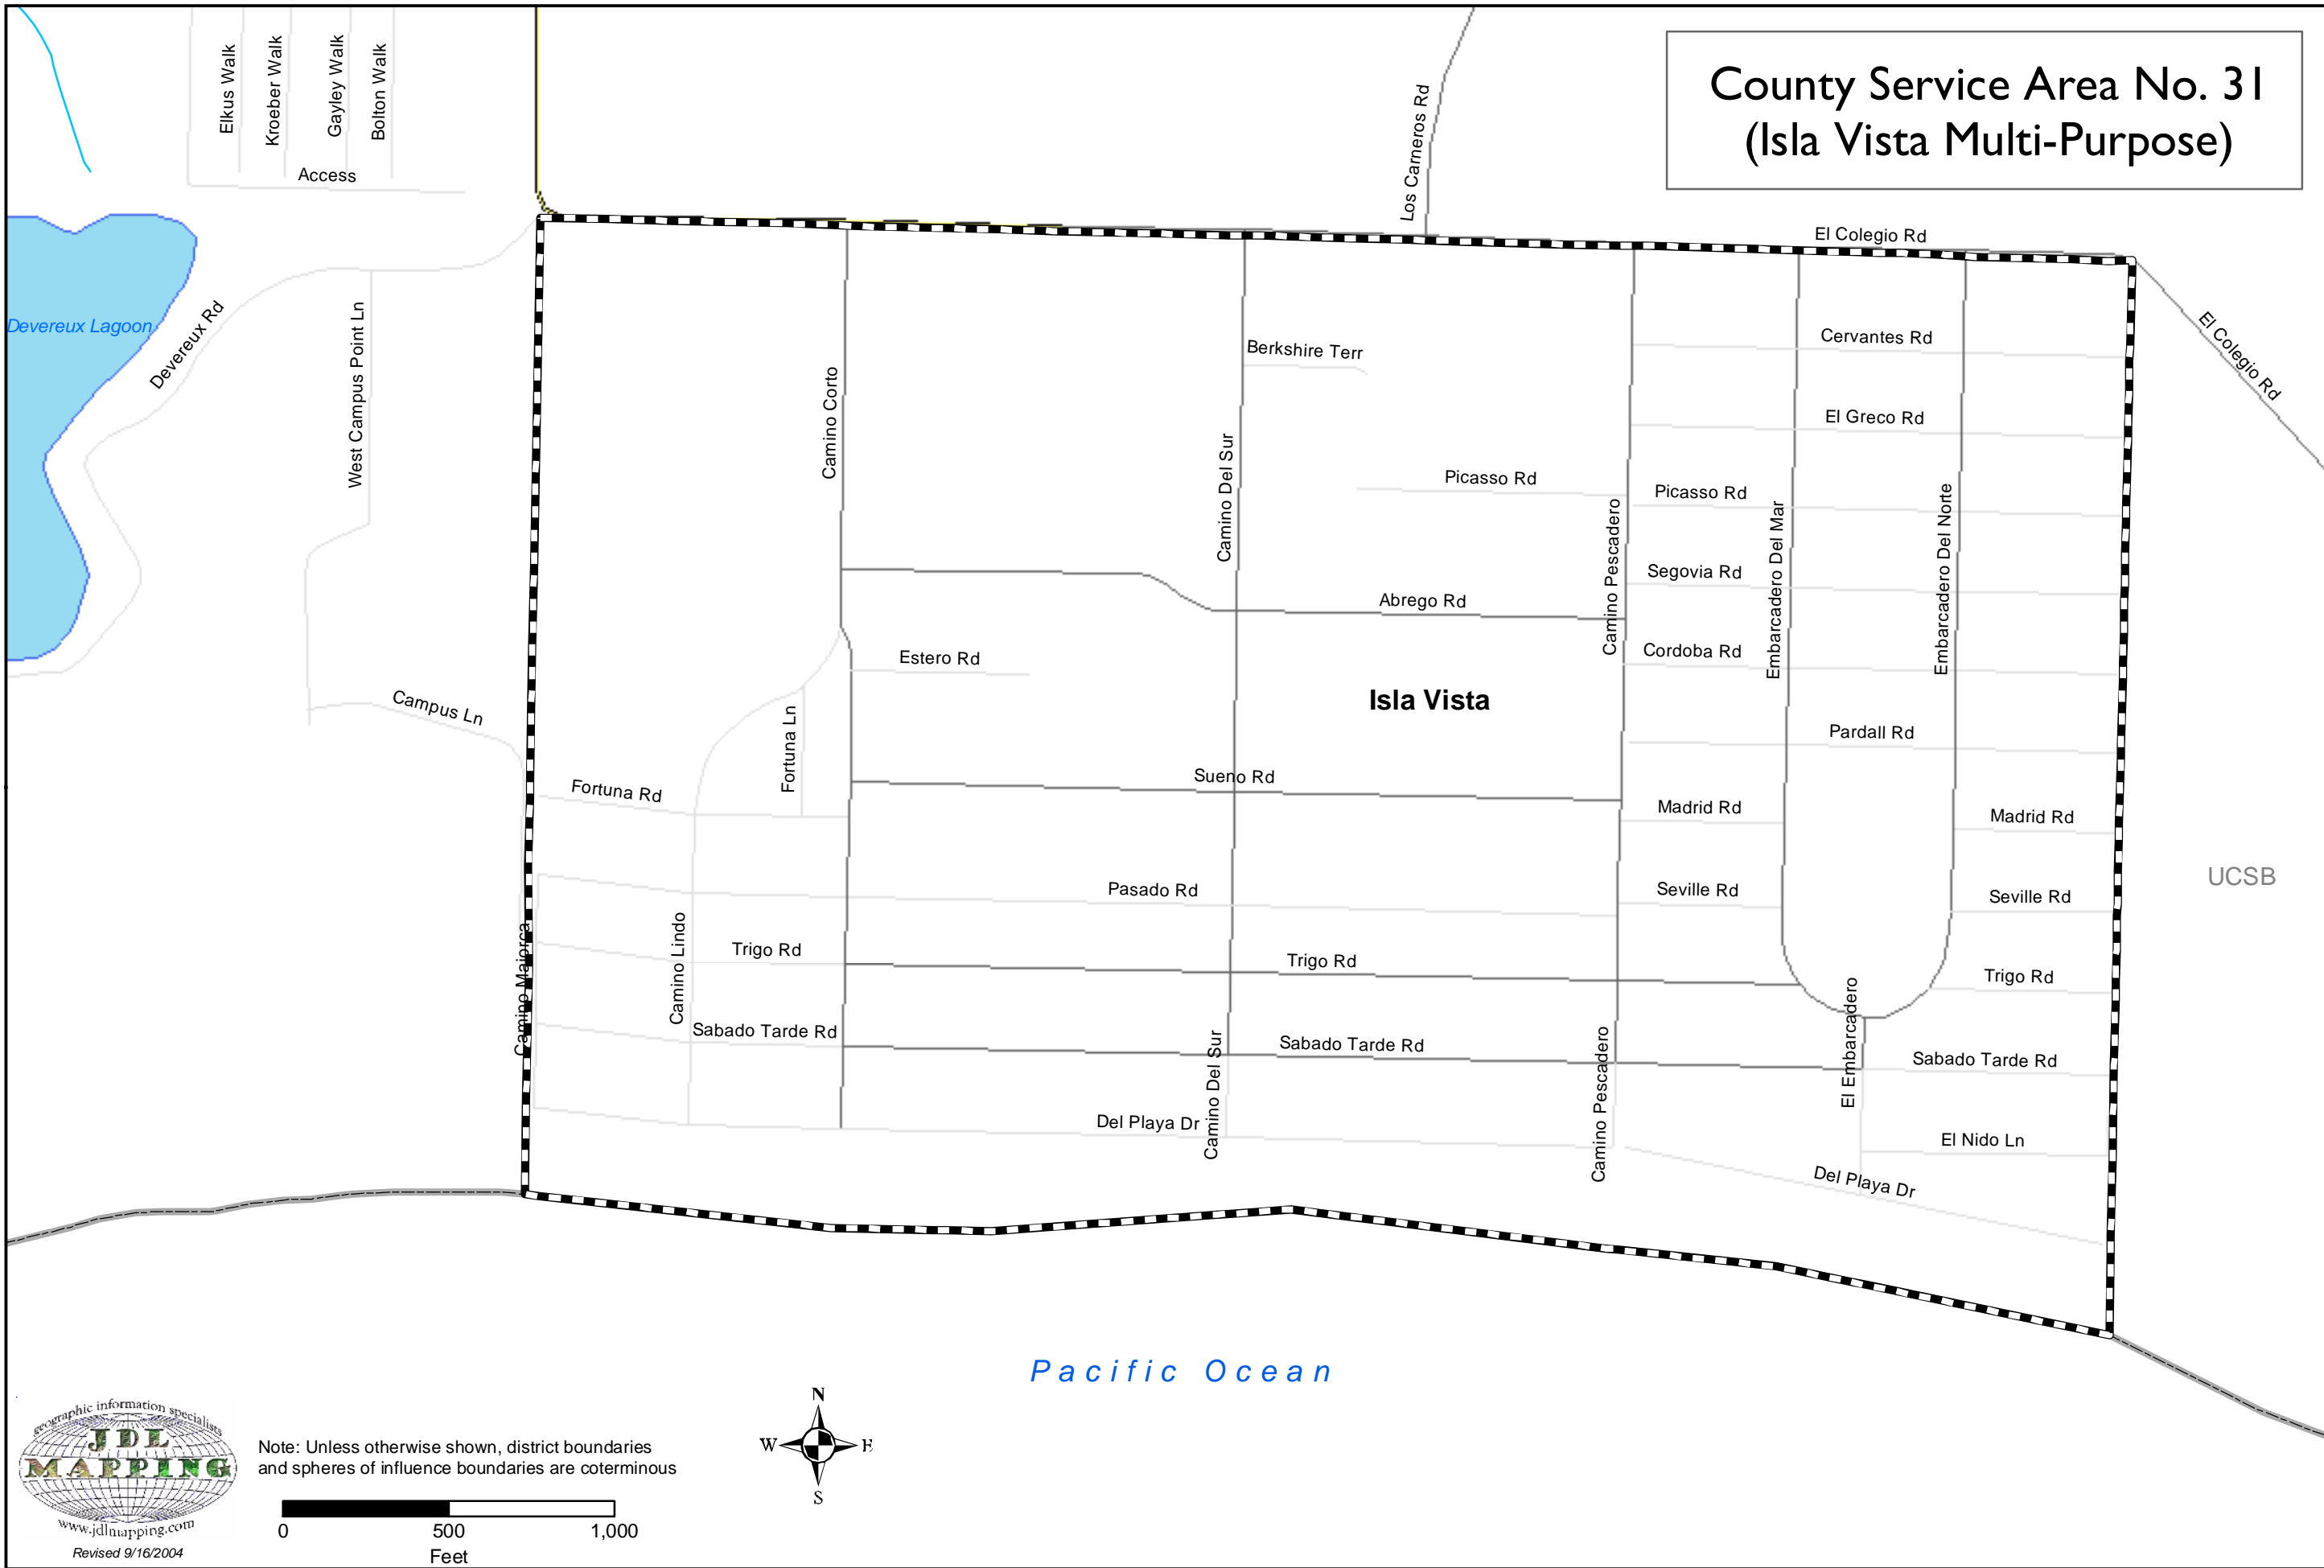 County Service Area No. 31
(Isla Vista Multi-Purpose)
Elkus Walk
Kroeber Walk
Gayley Walk
Bolton Walk
Access
Los Carneros Rd
El Colegio Rd
El Colegio Rd
Devereux Lagoon
Devereux Rd
West Campus Point Ln
Campus Ln
Camino Corto
Camino Del Sur
Berkshire Terr
Cervantes Rd
El Greco Rd
Picasso Rd
Picasso Rd
Camino Pescadero
Embarcadero Del Mar
Embarcadero Del Norte
Segovia Rd
Abrego Rd
Cordoba Rd
Estero Rd
Isla Vista
Fortuna Ln
Pardall Rd
Fortuna Rd
Sueno Rd
Madrid Rd
Madrid Rd
UCSB
Pasado Rd
Seville Rd
Seville Rd
Camino Majorca
Camino Lindo
Trigo Rd
Trigo Rd
Trigo Rd
El Embarcadero
Sabado Tarde Rd
Sabado Tarde Rd
Sabado Tarde Rd
Camino Del Sur
Camino Pescadero
Del Playa Dr
El Nido Ln
Del Playa Dr
Pacific Ocean
geographic information specialists
JDL
MAPPING
www.jdlmapping.com
Revised 9/16/2004
Note: Unless otherwise shown, district boundaries
and spheres of influence boundaries are coterminous
0 500 1,000
Feet
N
W E
S